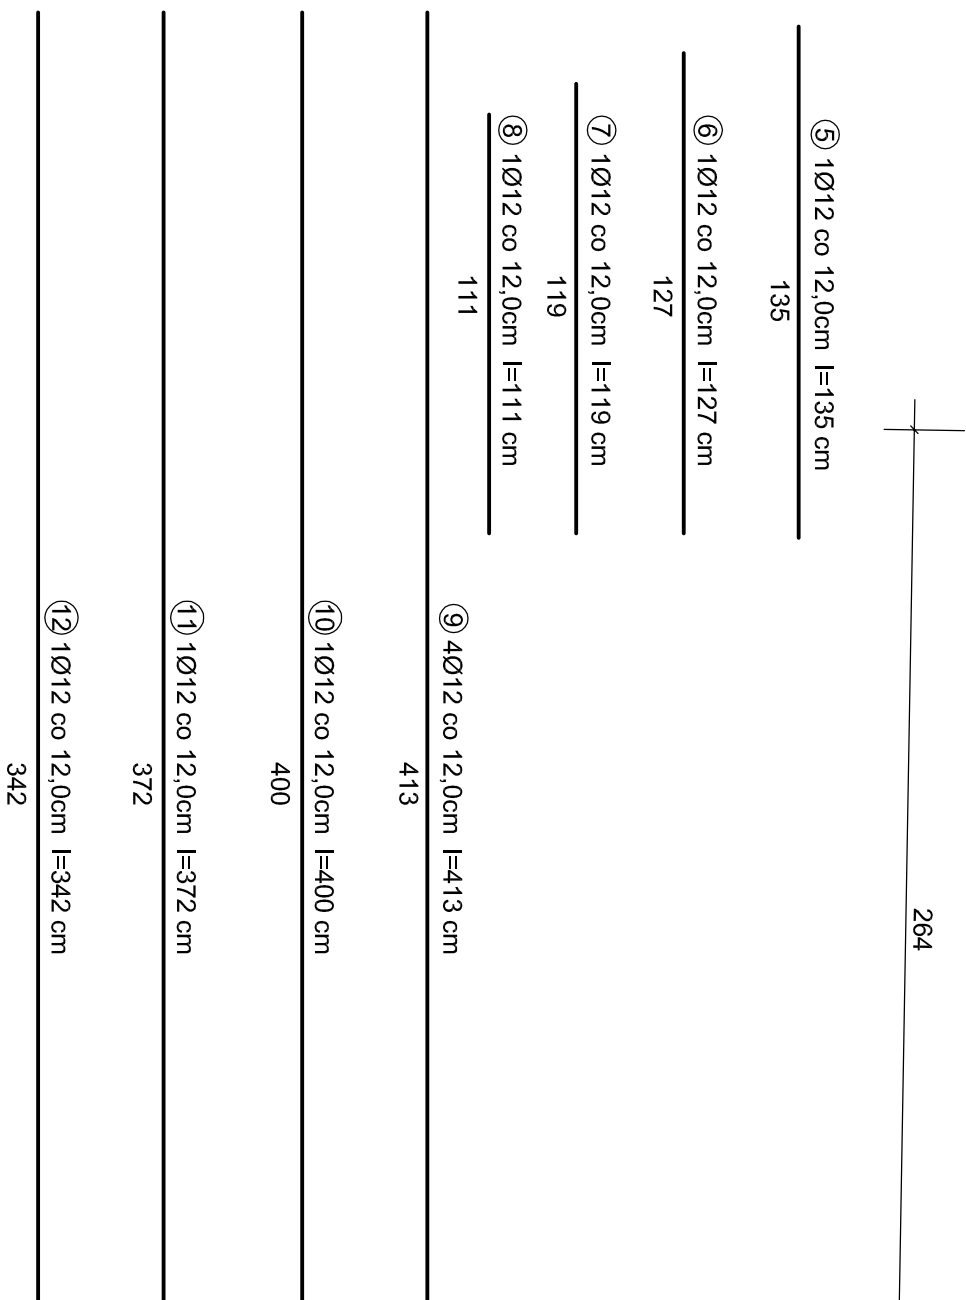 264
⑤ 1Ø12 co 12,0cm l=135 cm
135
⑥ 1Ø12 co 12,0cm l=127 cm
127
⑦ 1Ø12 co 12,0cm l=119 cm
119
⑧ 1Ø12 co 12,0cm l=111 cm
111
⑨ 4Ø12 co 12,0cm l=413 cm
413
⑩ 1Ø12 co 12,0cm l=400 cm
400
⑪ 1Ø12 co 12,0cm l=372 cm
372
⑫ 1Ø12 co 12,0cm l=342 cm
342